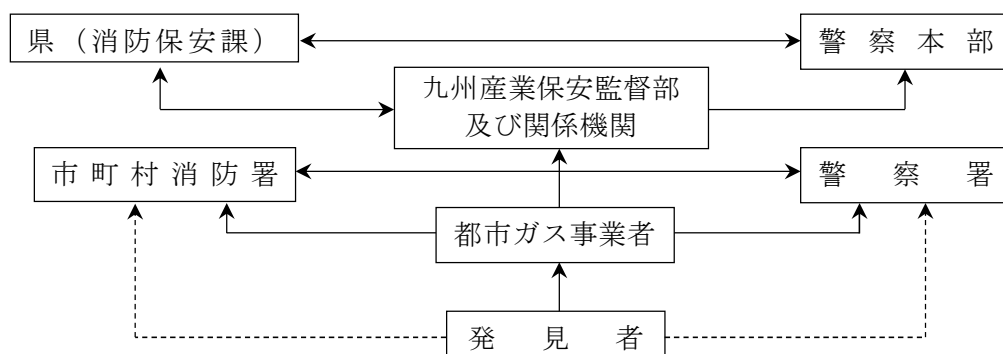 県（消防保安課）
警察本部
九州産業保安監督部
及び関係機関
市町村消防署
警察署
都市ガス事業者
発見者